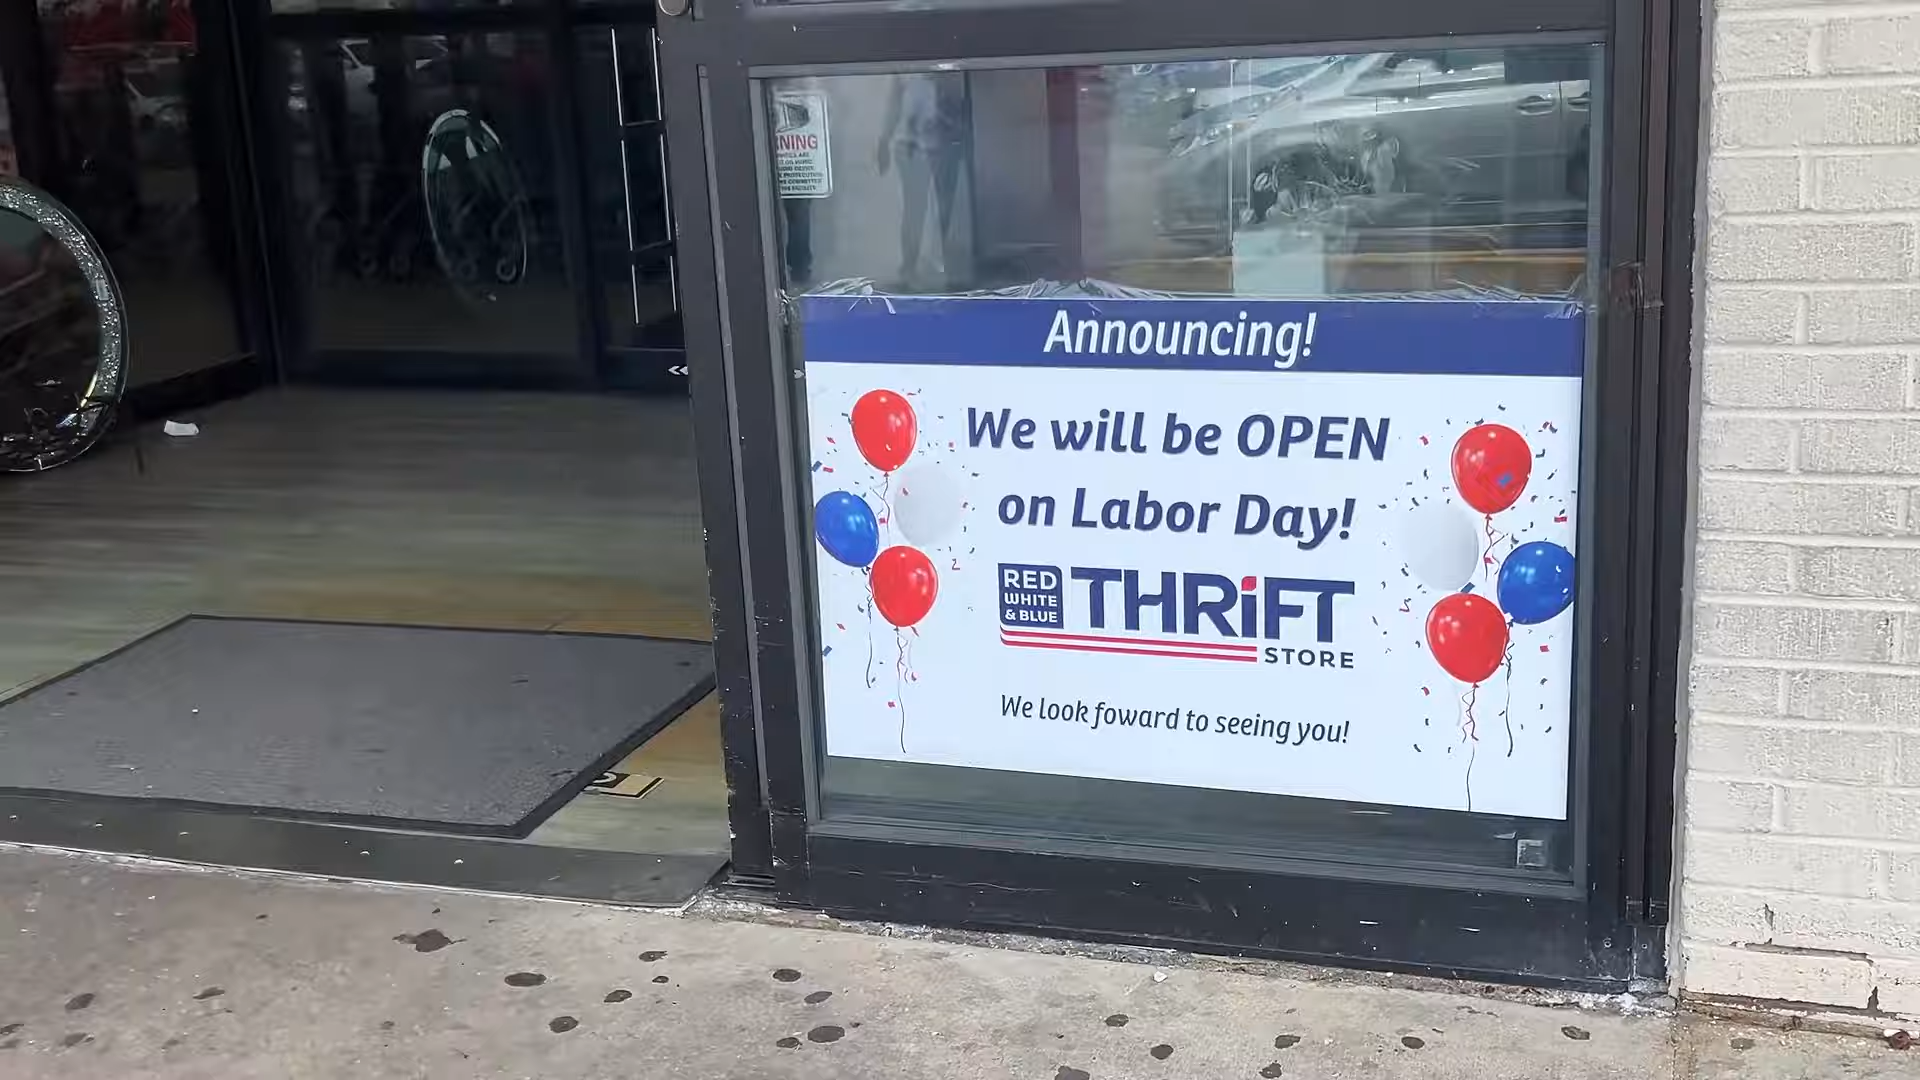 NING
Announcing!
We will be OPEN
on Labor Day!
RED
WHITE
& BLUE
THRiFT
STORE
We look foward to seeing you!